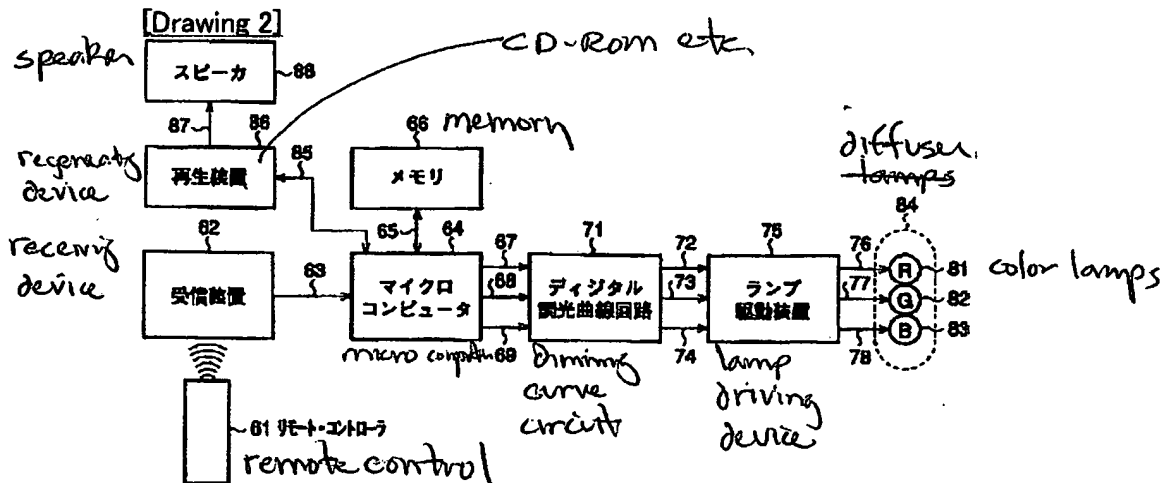 [Drawing 2]
CD-Rom etc.
speaker
スピーカ
88
87
86
66
memory
diffuser
lamps
85
再生装置
device
メモリ
84
receiving
device
62
65
64
67
71
72
75
76
R
81
受信装置
63
マイクロ
コンピュータ
68
ディジタル
調光曲線回路
73
ランプ
駆動装置
77
G
82
color lamps
69
74
78
B
83
micro computer
dimming
curve
circuit
lamp
driving
device
61 リモート・コントローラ
remote control